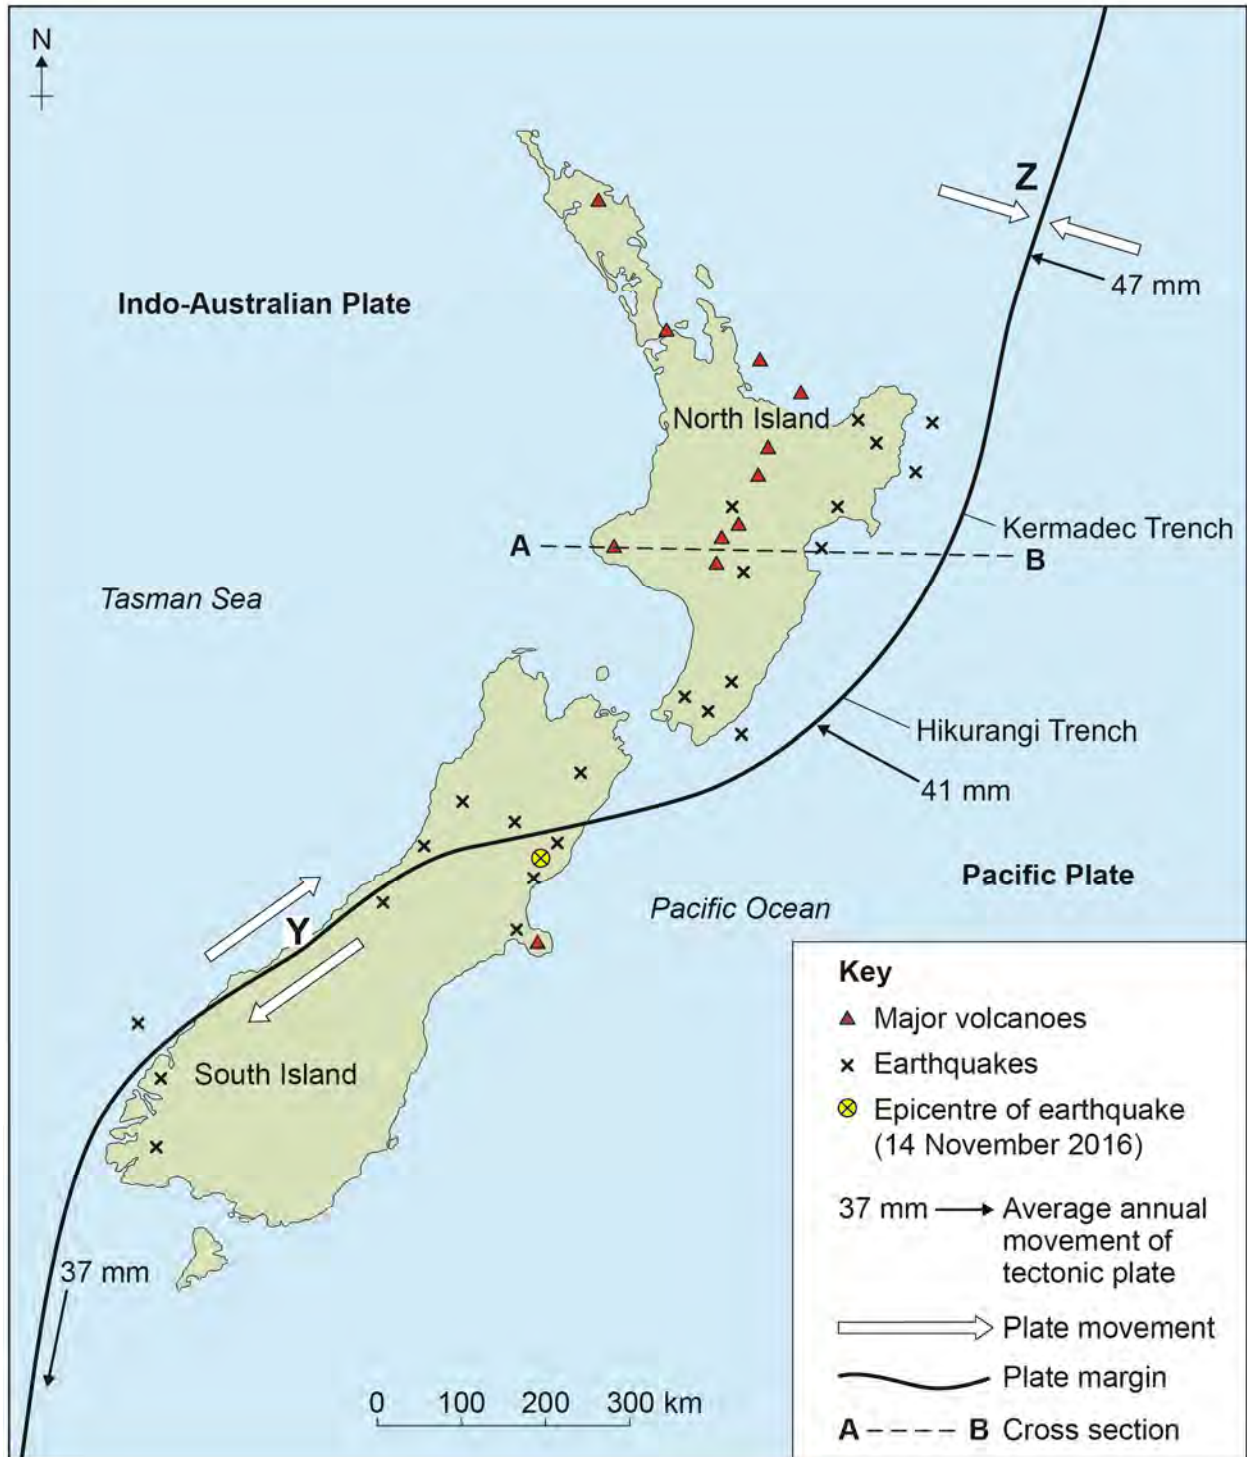 N
Z
47 mm
Indo-Australian Plate
North Island
Kermadec Trench
A
B
Tasman Sea
Hikurangi Trench
41 mm
Pacific Plate
Pacific Ocean
Y
South Island
37 mm
0 100 200 300 km
Key
Major volcanoes
Earthquakes
Epicentre of earthquake
(14 November 2016)
37 mm Average annual
movement of
tectonic plate
Plate movement
Plate margin
A B Cross section